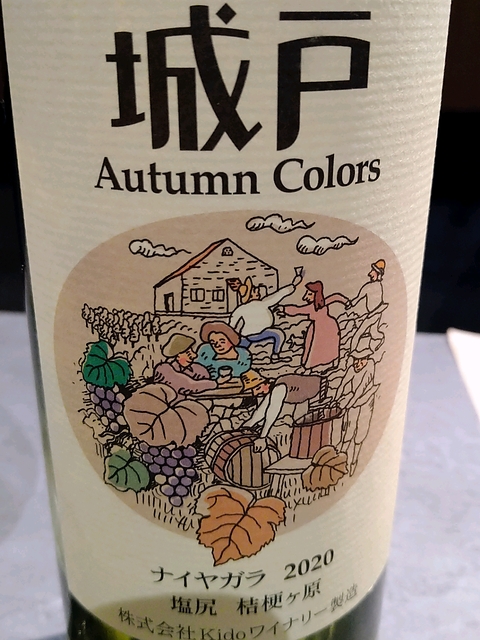 城戸
Autumn Colors
ナイヤガラ 2020
塩尻 桔梗ヶ原
株式会社Kidoワイナリー製造